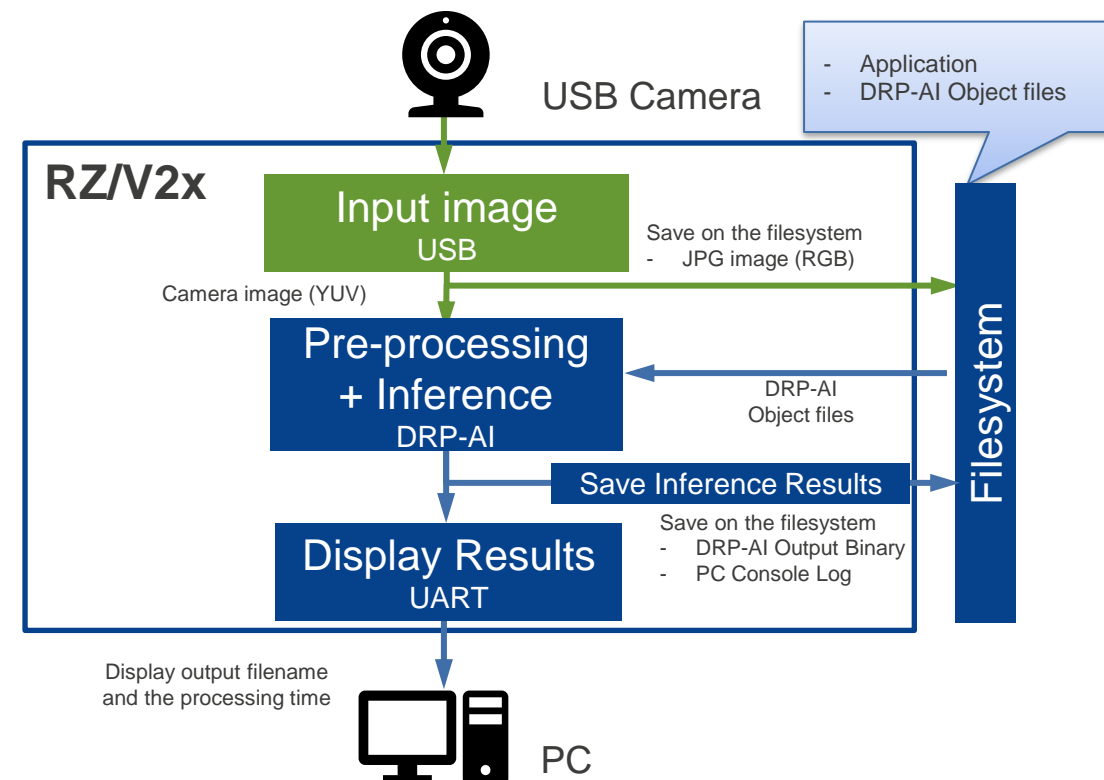 USB Camera
- Application
- DRP-AI Object files
RZ/V2x
Input image
USB
Save on the filesystem
- JPG image (RGB)
Camera image (YUV)
Pre-processing
+ Inference
DRP-AI
DRP-AI
Object files
Filesystem
Save Inference Results
Save on the filesystem
- DRP-AI Output Binary
- PC Console Log
Display Results
UART
Display output filename
and the processing time
PC